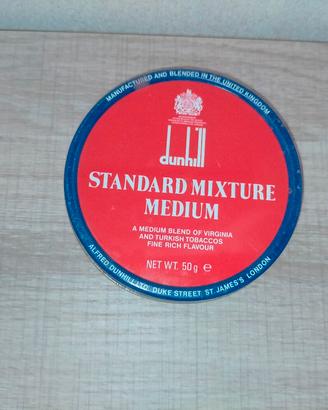 MANUFACTURED AND BLENDED IN THE UNITED KINGDOM
dunhill
STANDARD MIXTURE
MEDIUM
A MEDIUM BLEND OF VIRGINIA
AND TURKISH TOBACCOS
FINE RICH FLAVOUR
NET WT. 50g ℮
ALFRED DUNHILL LTD. DUKE STREET ST. JAMES'S LONDON